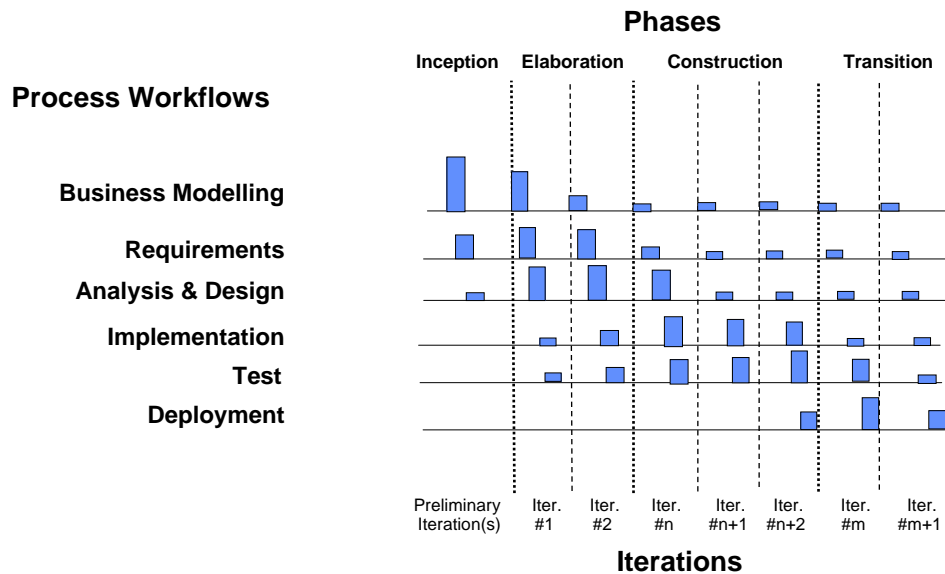 Phases
Inception Elaboration Construction Transition
Process Workflows
Business Modelling
Requirements
Analysis & Design
Implementation
Test
Deployment
Preliminary Iter. Iter. Iter. Iter. Iter. Iter. Iter.
Iteration(s) #1 #2 #n #n+1 #n+2 #m #m+1
Iterations